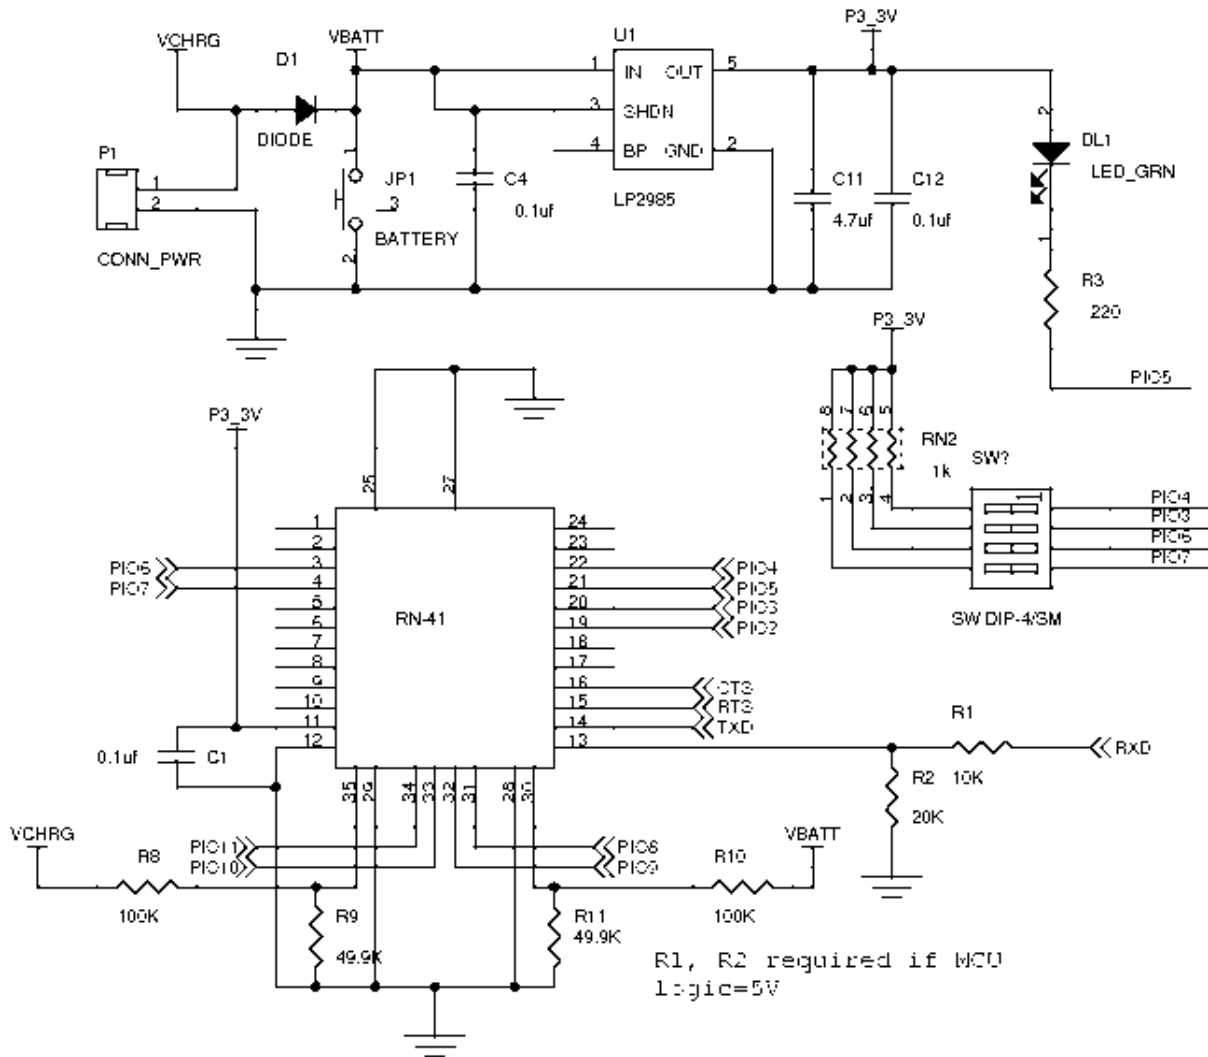 P3_3V
VCHRG
VBATT
U1
D1
1 IN OUT 5
3 SHDN
4 BP GND 2
LP2985
DIODE
P1
1
2
CONN_PWR
1
JP1
3
BATTERY
2
C4
0.1uf
C11
4.7uf
C12
0.1uf
2
DL1
LED_GRN
1
R3
220
PIO5
P3_3V
8 7 6 5
RN2
1k
1 2 3 4
SW?
PIO4
PIO3
PIO6
PIO7
SW DIP-4/SM
P3_3V
25
27
1
2
PIO6 3
PIO7 4
5
6
7
8
9
10
11
12
RN-41
24
23
22 PIO4
21 PIO5
20 PIO3
19 PIO2
18
17
16 CTS
15 RTS
14 TXD
13
0.1uf C1
R1
10K
RXD
R2
20K
35 29 34 33 32 31 28 30
PIO11
PIO10
PIO8
PIO9
VCHRG
R8
100K
R9
49.9K
VBATT
R10
100K
R11
49.9K
R1, R2 required if MCU
logic=5V